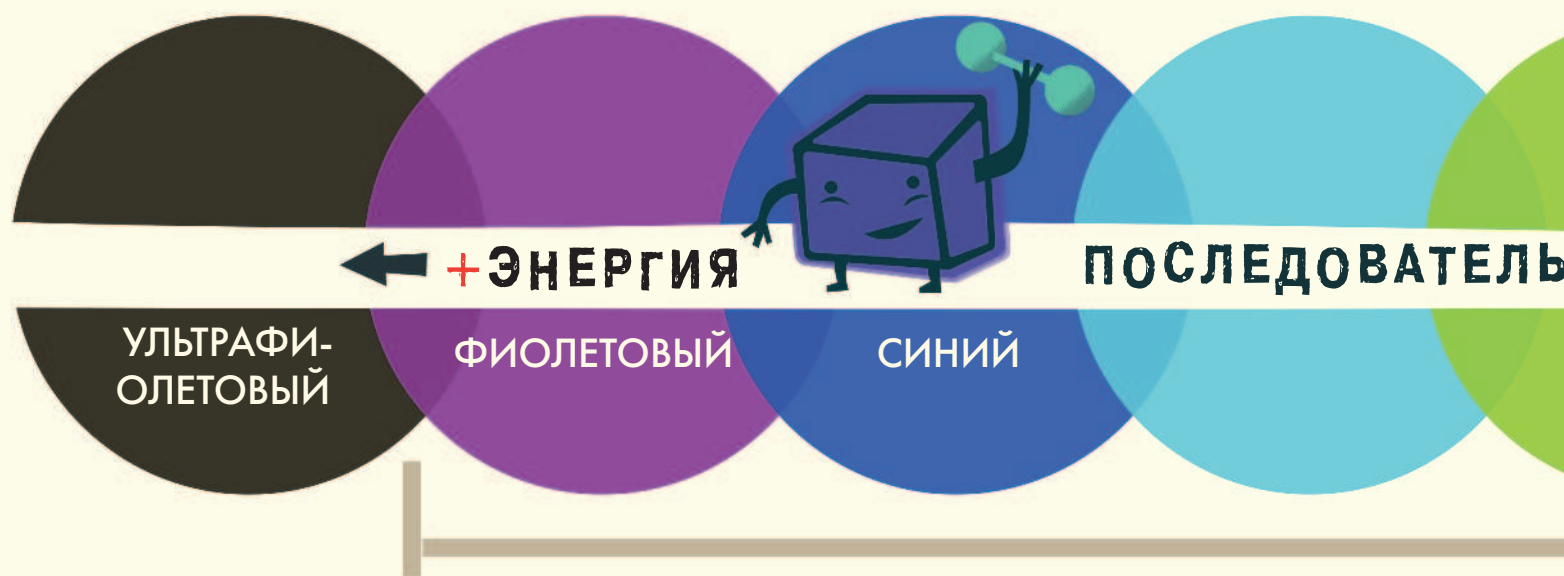 +ЭНЕРГИЯ
ПОСЛЕДОВАТЕЛЬ
УЛЬТРАФИ-
ОЛЕТОВЫЙ
ФИОЛЕТОВЫЙ
СИНИЙ